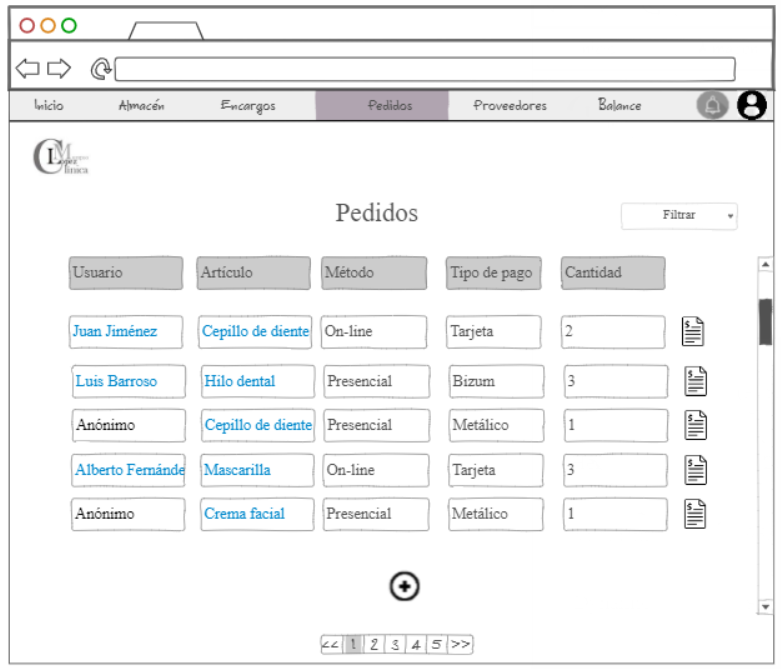 Inicio Almacén Encargos Pedidos Proveedores Balance
CLM
López
línica
Pedidos
Filtrar
Usuario Artículo Método Tipo de pago Cantidad
Juan Jiménez Cepillo de diente On-line Tarjeta 2
Luis Barroso Hilo dental Presencial Bizum 3
Anónimo Cepillo de diente Presencial Metálico 1
Alberto Fernánde Mascarilla On-line Tarjeta 3
Anónimo Crema facial Presencial Metálico 1
<< 1 2 3 4 5 >>